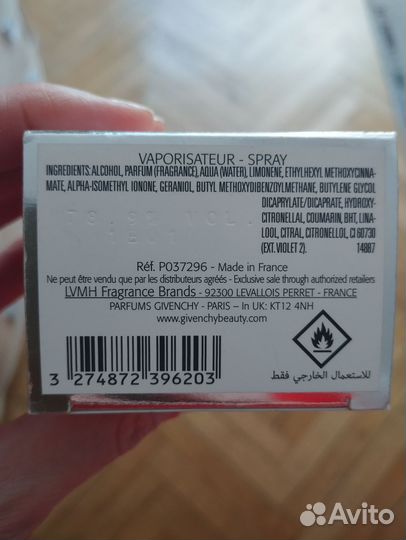 VAPORISATEUR - SPRAY
INGREDIENTS: ALCOHOL, PARFUM (FRAGRANCE), AQUA (WATER), LIMONENE, ETHYLHEXYL METHOXYCINNA-
MATE, ALPHA-ISOMETHYL IONONE, GERANIOL, BUTYL METHOXYDIBENZOYLMETHANE, BUTYLENE GLYCOL
DICAPRYLATE/DICAPRATE, HYDROXY-
CITRONELLAL, COUMARIN, BHT, LINA-
LOOL, CITRAL, CITRONELLOL, CI 60730
(EXT. VIOLET 2). 14887
Réf. P037296 - Made in France
Ne peut être vendu que par les distributeurs agréés - Exclusive sale through authorized retailers
LVMH Fragrance Brands - 92300 LEVALLOIS PERRET - FRANCE
PARFUMS GIVENCHY - PARIS - In UK: KT12 4NH
www.givenchybeauty.com
3 274872 396203
للاستعمال الخارجي فقط
Avito